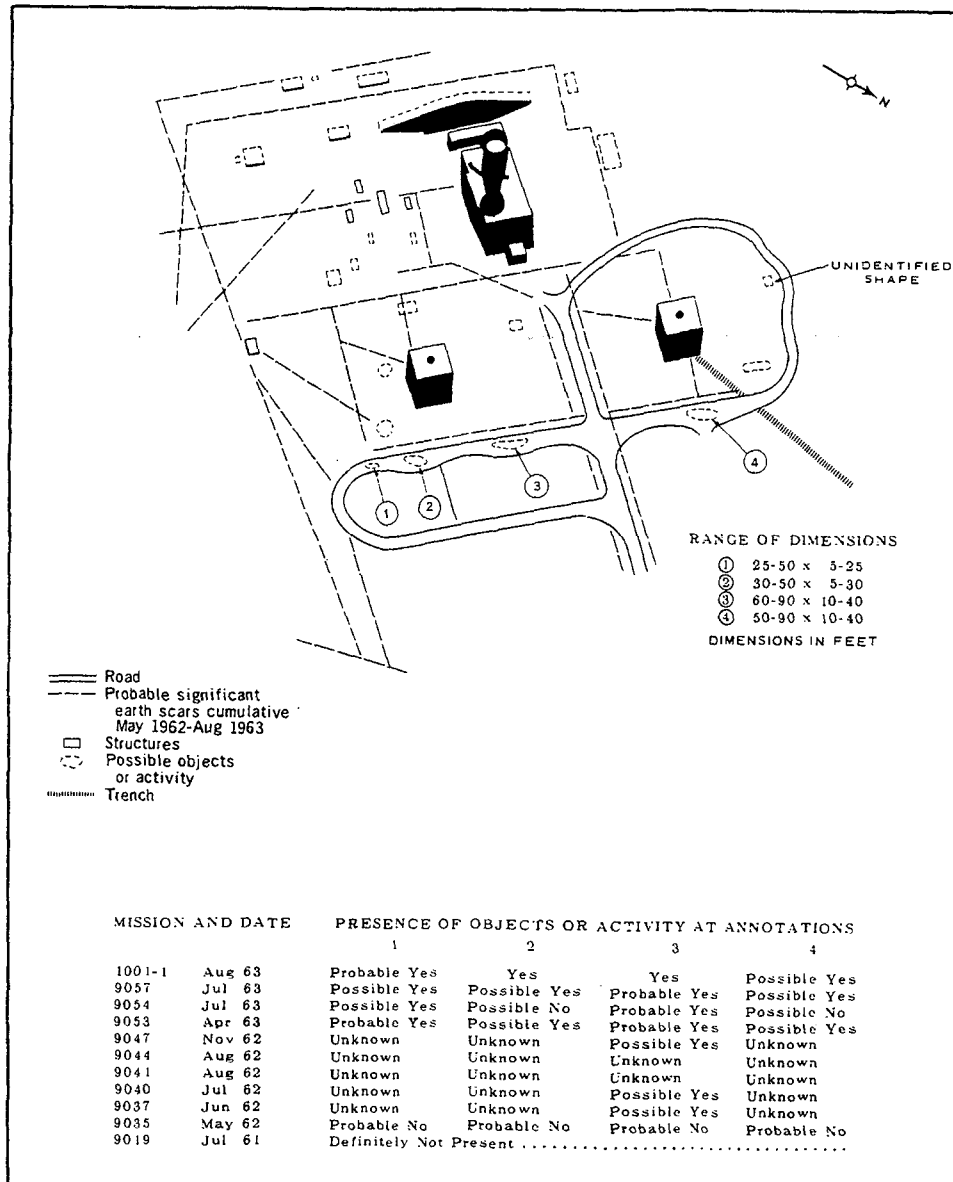 N
UNIDENTIFIED
SHAPE
1
2
3
4
RANGE OF DIMENSIONS
1 25-50 x 5-25
2 30-50 x 5-30
3 60-90 x 10-40
4 50-90 x 10-40
DIMENSIONS IN FEET
Road
Probable significant
earth scars cumulative
May 1962-Aug 1963
Structures
Possible objects
or activity
Trench
MISSION AND DATE PRESENCE OF OBJECTS OR ACTIVITY AT ANNOTATIONS
1 2 3 4
1001-1 Aug 63 Probable Yes Yes Yes Possible Yes
9057 Jul 63 Possible Yes Possible Yes Probable Yes Possible Yes
9054 Jul 63 Possible Yes Possible No Probable Yes Possible No
9053 Apr 63 Probable Yes Possible Yes Probable Yes Possible Yes
9047 Nov 62 Unknown Unknown Possible Yes Unknown
9044 Aug 62 Unknown Unknown Unknown Unknown
9041 Aug 62 Unknown Unknown Unknown Unknown
9040 Jul 62 Unknown Unknown Possible Yes Unknown
9037 Jun 62 Unknown Unknown Possible Yes Unknown
9035 May 62 Probable No Probable No Probable No Probable No
9019 Jul 61 Definitely Not Present ..................................